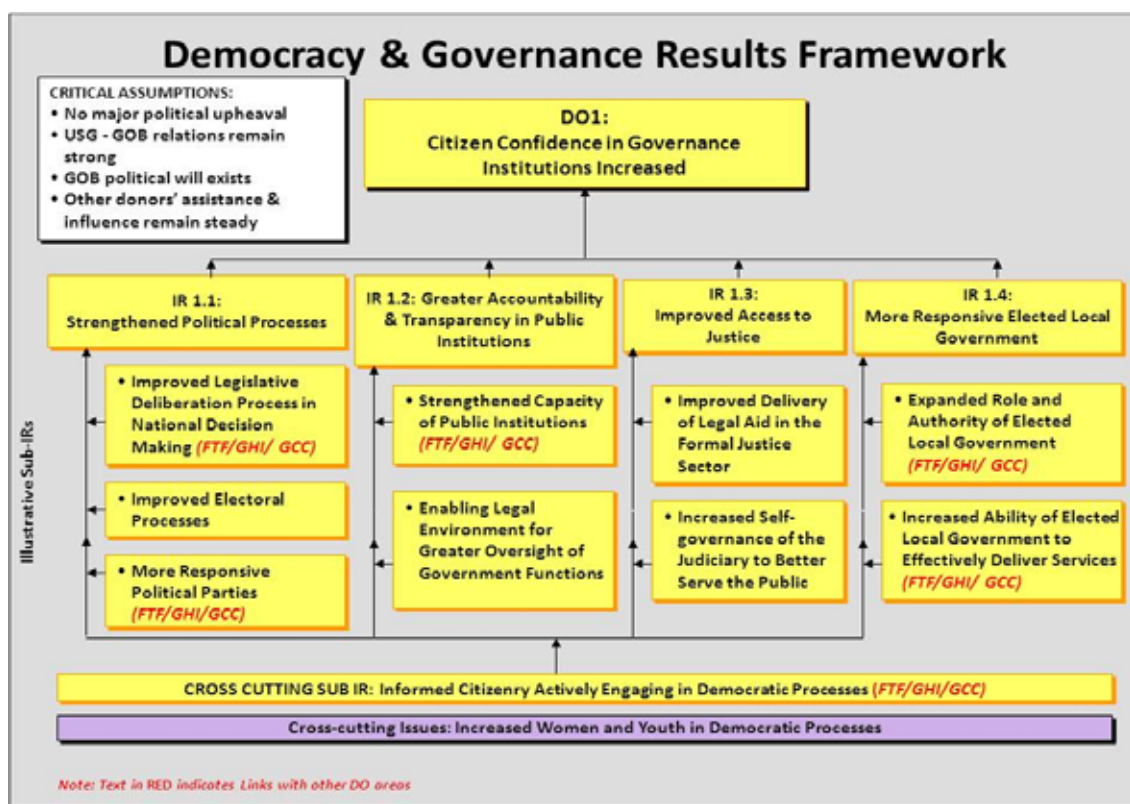 Democracy & Governance Results Framework
CRITICAL ASSUMPTIONS:
• No major political upheaval
• USG - GOB relations remain
strong
• GOB political will exists
• Other donors' assistance &
influence remain steady
DO1:
Citizen Confidence in Governance
Institutions Increased
IR 1.1:
Strengthened Political Processes
IR 1.2: Greater Accountability
& Transparency in Public
Institutions
IR 1.3:
Improved Access to
Justice
IR 1.4:
More Responsive Elected Local
Government
Illustrative Sub-IRs
• Improved Legislative
Deliberation Process in
National Decision
Making (FTF/GHI/ GCC)
• Improved Electoral
Processes
• More Responsive
Political Parties
(FTF/GHI/GCC)
• Strengthened Capacity
of Public Institutions
(FTF/GHI/ GCC)
• Enabling Legal
Environment for
Greater Oversight of
Government Functions
• Improved Delivery
of Legal Aid in the
Formal Justice
Sector
• Increased Self-
governance of the
Judiciary to Better
Serve the Public
• Expanded Role and
Authority of Elected
Local Government
(FTF/GHI/ GCC)
• Increased Ability of Elected
Local Government to
Effectively Deliver Services
(FTF/GHI/ GCC)
CROSS CUTTING SUB IR: Informed Citizenry Actively Engaging in Democratic Processes (FTF/GHI/GCC)
Cross-cutting Issues: Increased Women and Youth in Democratic Processes
Note: Text in RED indicates Links with other DO areas